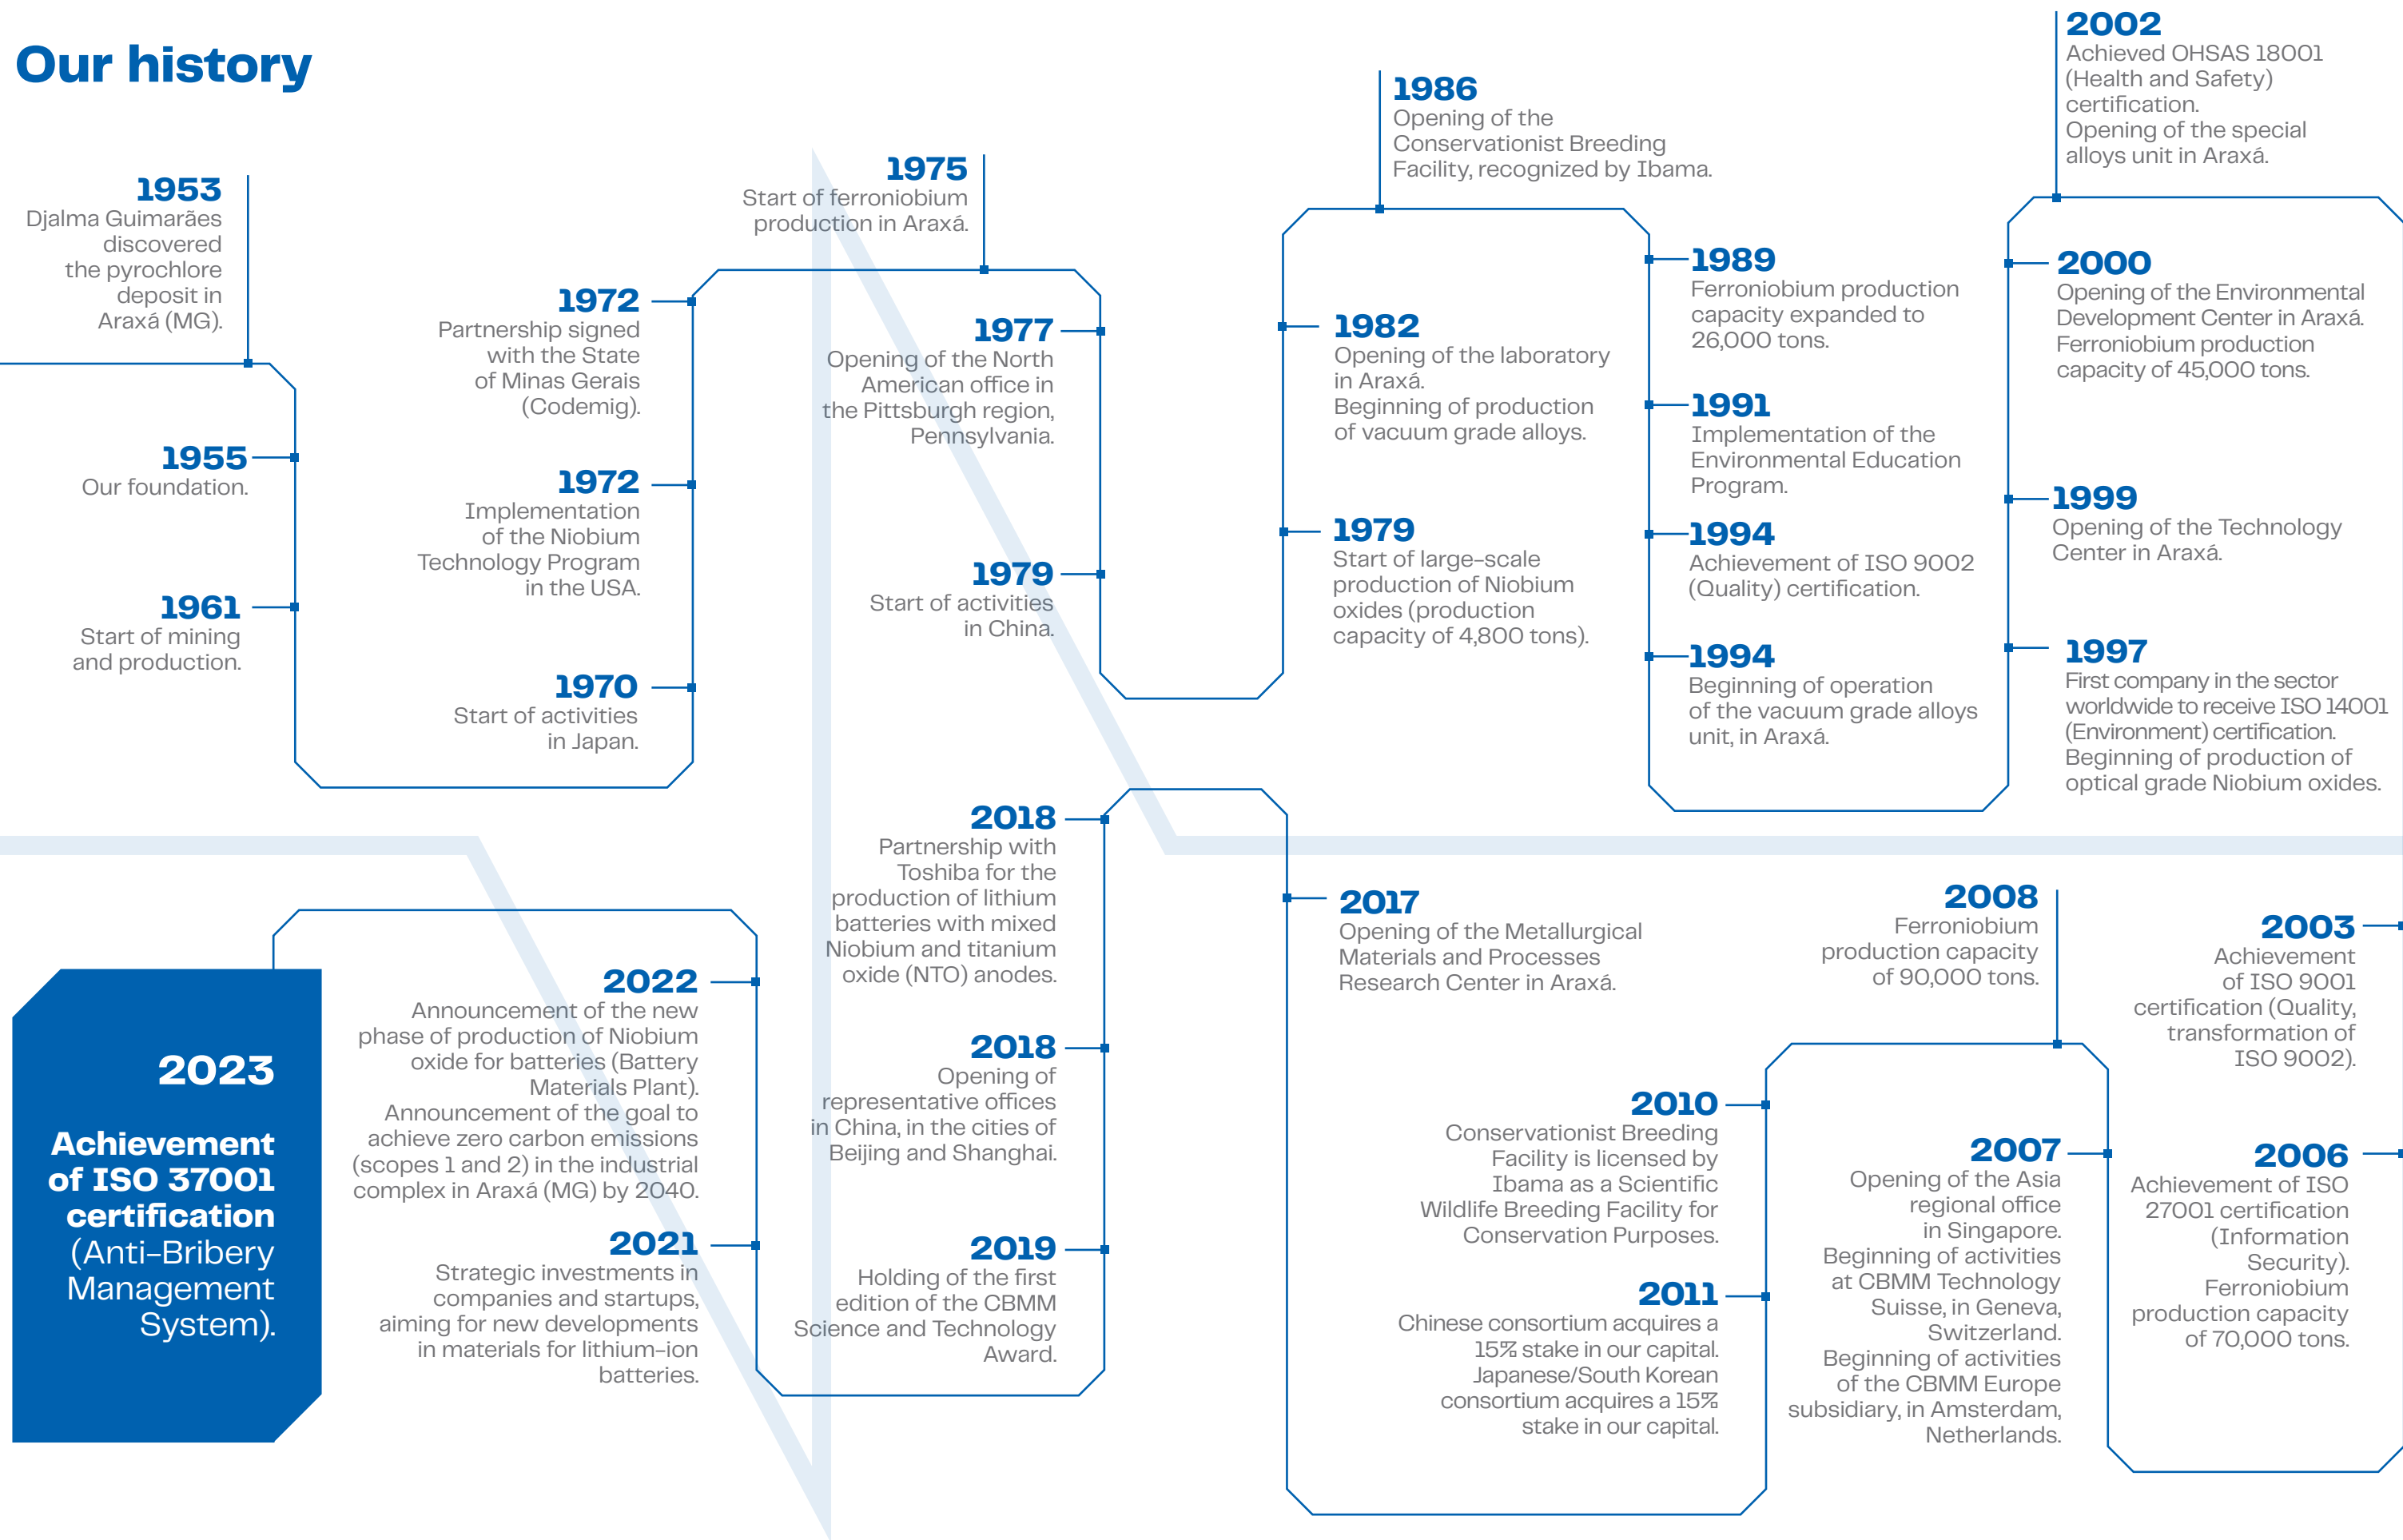 Our history
1953
Djalma Guimarães
discovered
the pyrochlore
deposit in
Araxá (MG).
1955
Our foundation.
1961
Start of mining
and production.
1970
Start of activities
in Japan.
1972
Implementation
of the Niobium
Technology Program
in the USA.
1972
Partnership signed
with the State
of Minas Gerais
(Codemig).
1975
Start of ferroniobium
production in Araxá.
1977
Opening of the North
American office in
the Pittsburgh region,
Pennsylvania.
1979
Start of activities
in China.
1979
Start of large-scale
production of Niobium
oxides (production
capacity of 4,800 tons).
1982
Opening of the laboratory
in Araxá.
Beginning of production
of vacuum grade alloys.
1986
Opening of the
Conservationist Breeding
Facility, recognized by Ibama.
1989
Ferroniobium production
capacity expanded to
26,000 tons.
1991
Implementation of the
Environmental Education
Program.
1994
Achievement of ISO 9002
(Quality) certification.
1994
Beginning of operation
of the vacuum grade alloys
unit, in Araxá.
1997
First company in the sector
worldwide to receive ISO 14001
(Environment) certification.
Beginning of production of
optical grade Niobium oxides.
1999
Opening of the Technology
Center in Araxá.
2000
Opening of the Environmental
Development Center in Araxá.
Ferroniobium production
capacity of 45,000 tons.
2002
Achieved OHSAS 18001
(Health and Safety)
certification.
Opening of the special
alloys unit in Araxá.
2003
Achievement
of ISO 9001
certification (Quality,
transformation of
ISO 9002).
2006
Achievement of ISO
27001 certification
(Information
Security).
Ferroniobium
production capacity
of 70,000 tons.
2007
Opening of the Asia
regional office
in Singapore.
Beginning of activities
at CBMM Technology
Suisse, in Geneva,
Switzerland.
Beginning of activities
of the CBMM Europe
subsidiary, in Amsterdam,
Netherlands.
2008
Ferroniobium
production capacity
of 90,000 tons.
2010
Conservationist Breeding
Facility is licensed by
Ibama as a Scientific
Wildlife Breeding Facility for
Conservation Purposes.
2011
Chinese consortium acquires a
15% stake in our capital.
Japanese/South Korean
consortium acquires a 15%
stake in our capital.
2017
Opening of the Metallurgical
Materials and Processes
Research Center in Araxá.
2018
Partnership with
Toshiba for the
production of lithium
batteries with mixed
Niobium and titanium
oxide (NTO) anodes.
2018
Opening of
representative offices
in China, in the cities of
Beijing and Shanghai.
2019
Holding of the first
edition of the CBMM
Science and Technology
Award.
2021
Strategic investments in
companies and startups,
aiming for new developments
in materials for lithium-ion
batteries.
2022
Announcement of the new
phase of production of Niobium
oxide for batteries (Battery
Materials Plant).
Announcement of the goal to
achieve zero carbon emissions
(scopes 1 and 2) in the industrial
complex in Araxá (MG) by 2040.
2023
Achievement
of ISO 37001
certification
(Anti-Bribery
Management
System).